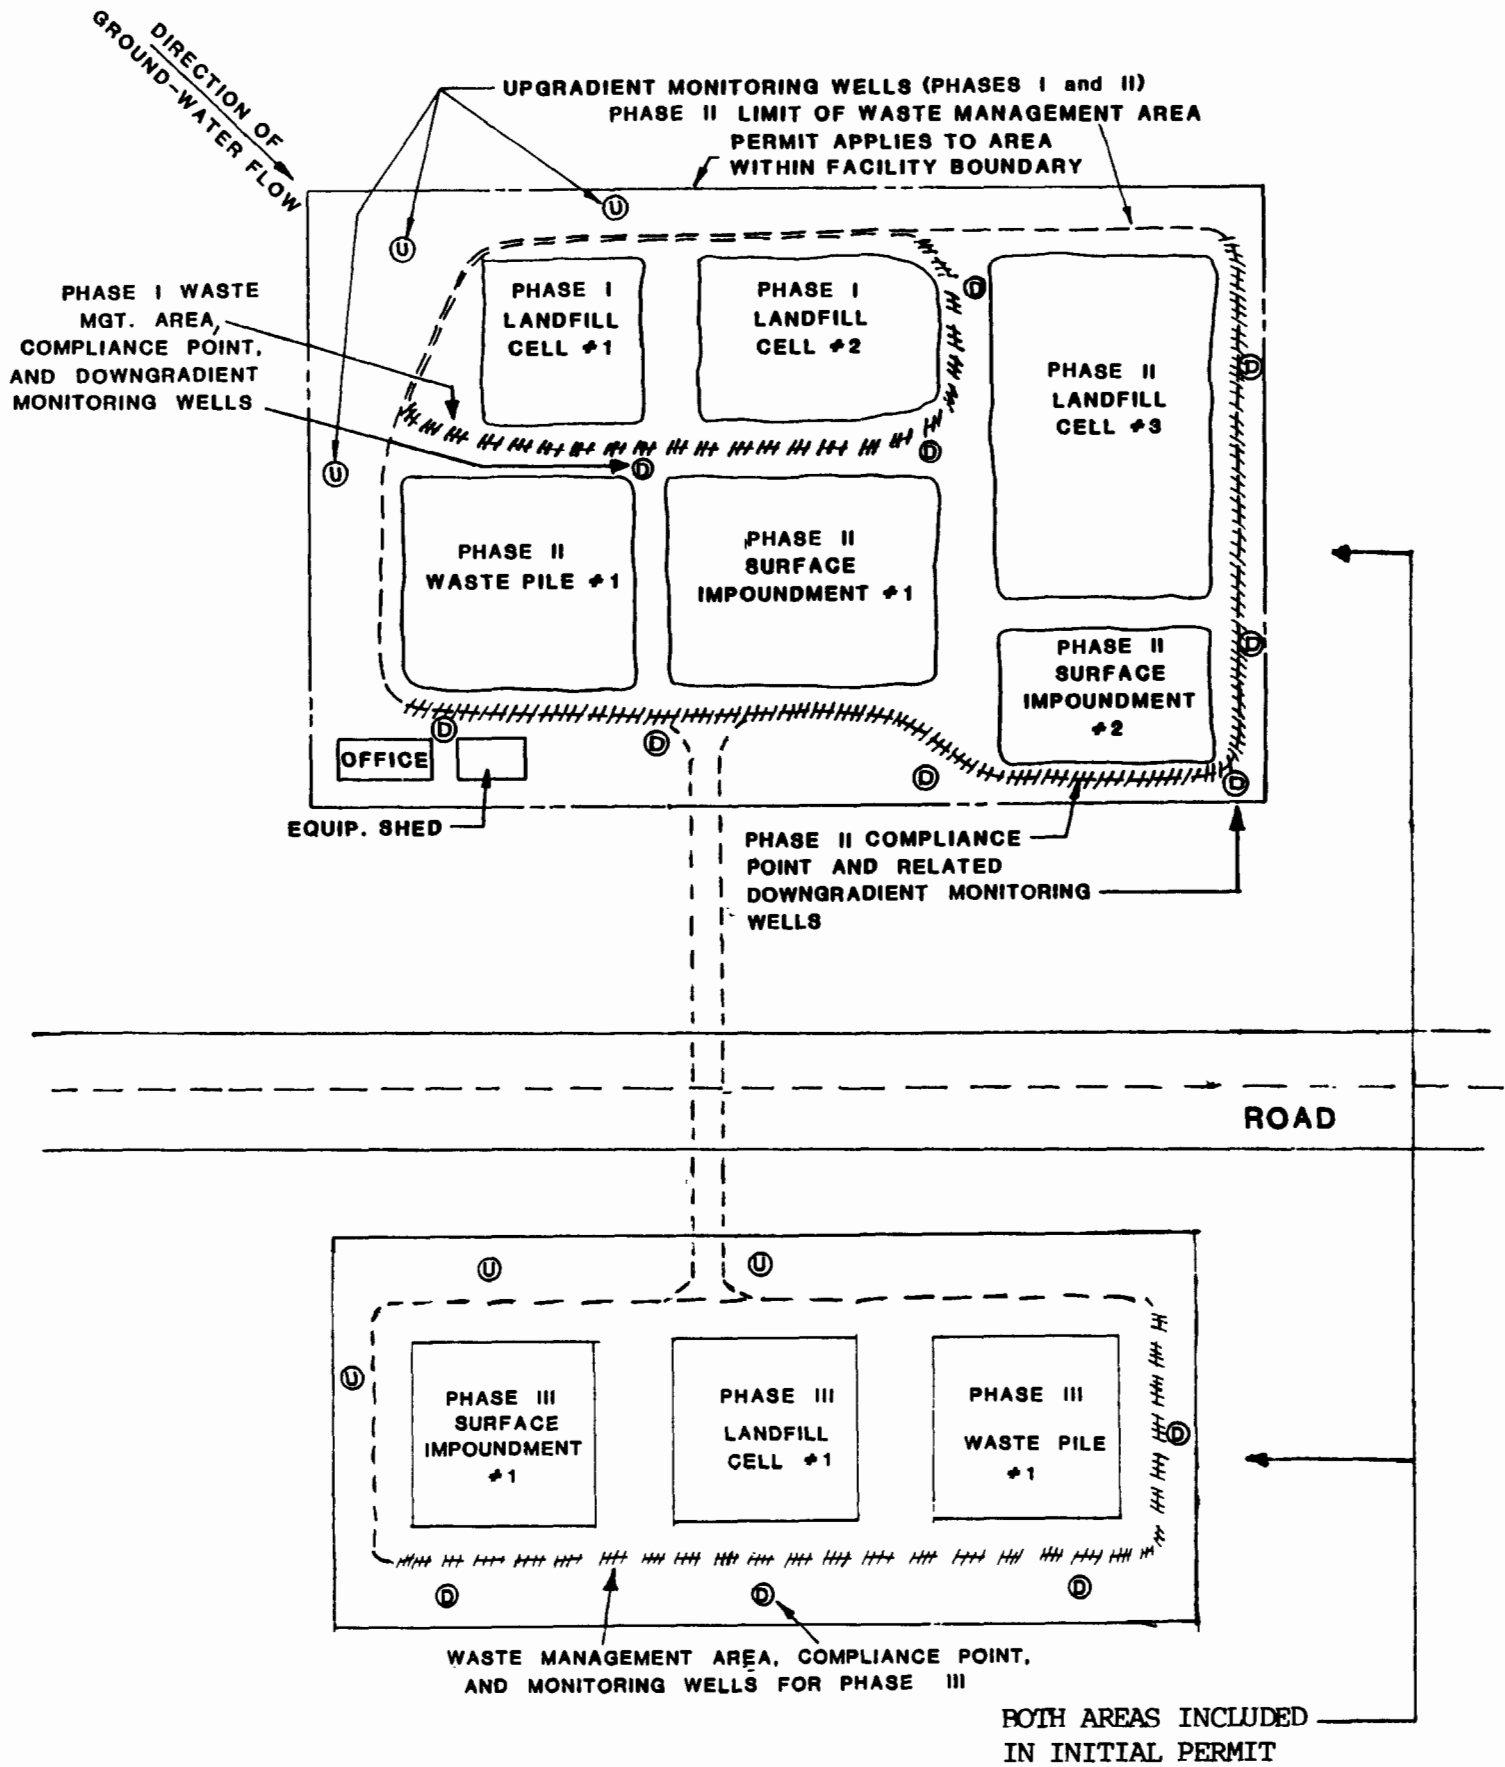 DIRECTION OF
GROUND-WATER FLOW
UPGRADIENT MONITORING WELLS (PHASES I and II)
PHASE II LIMIT OF WASTE MANAGEMENT AREA
PERMIT APPLIES TO AREA
WITHIN FACILITY BOUNDARY
U
U
U
PHASE I WASTE
MGT. AREA,
COMPLIANCE POINT,
AND DOWNGRADIENT
MONITORING WELLS
PHASE I
LANDFILL
CELL #1
PHASE I
LANDFILL
CELL #2
PHASE II
LANDFILL
CELL #3
D
D
D
D
D
PHASE II
WASTE PILE #1
PHASE II
SURFACE
IMPOUNDMENT #1
PHASE II
SURFACE
IMPOUNDMENT
#2
D
D
D
D
OFFICE
EQUIP. SHED
PHASE II COMPLIANCE
POINT AND RELATED
DOWNGRADIENT MONITORING
WELLS
ROAD
U
U
U
PHASE III
SURFACE
IMPOUNDMENT
#1
PHASE III
LANDFILL
CELL #1
PHASE III
WASTE PILE
#1
D
D
D
D
WASTE MANAGEMENT AREA, COMPLIANCE POINT,
AND MONITORING WELLS FOR PHASE III
BOTH AREAS INCLUDED
IN INITIAL PERMIT